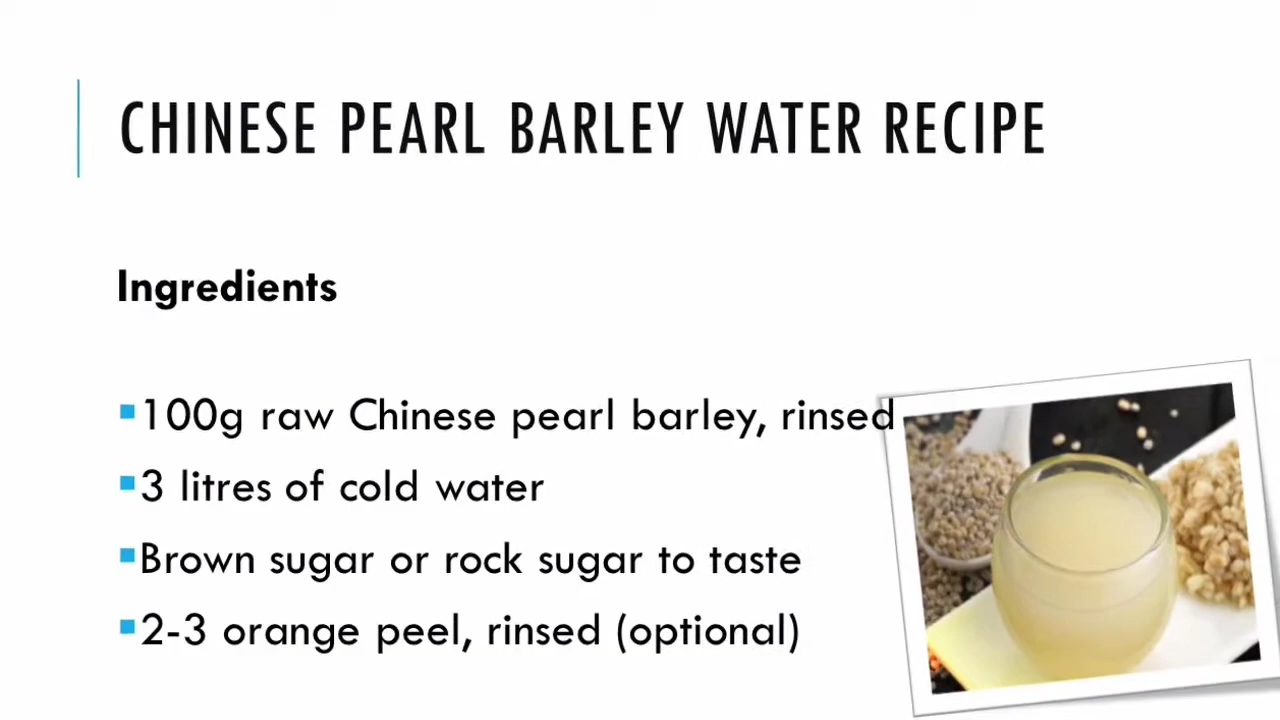 CHINESE PEARL BARLEY WATER RECIPE
Ingredients
▪100g raw Chinese pearl barley, rinsed
▪3 litres of cold water
▪Brown sugar or rock sugar to taste
▪2-3 orange peel, rinsed (optional)